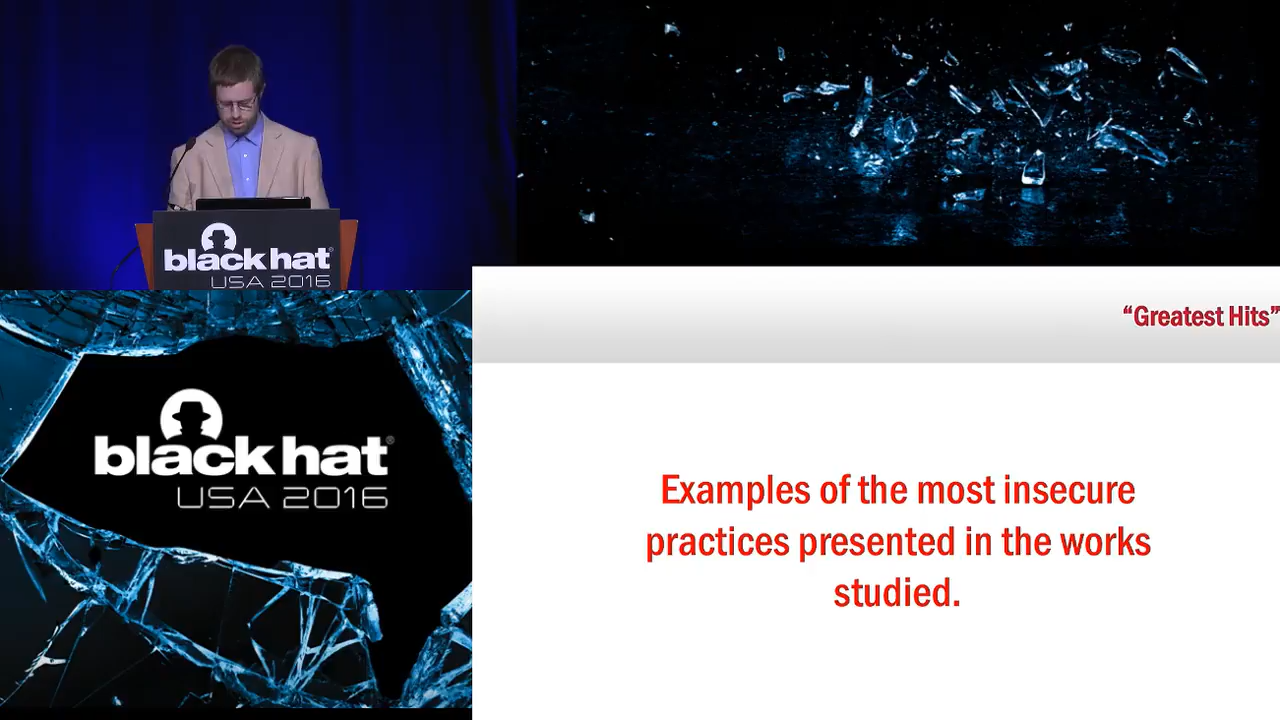 black hat®
USA 2016
black hat®
USA 2016
“Greatest Hits”
Examples of the most insecure
practices presented in the works
studied.